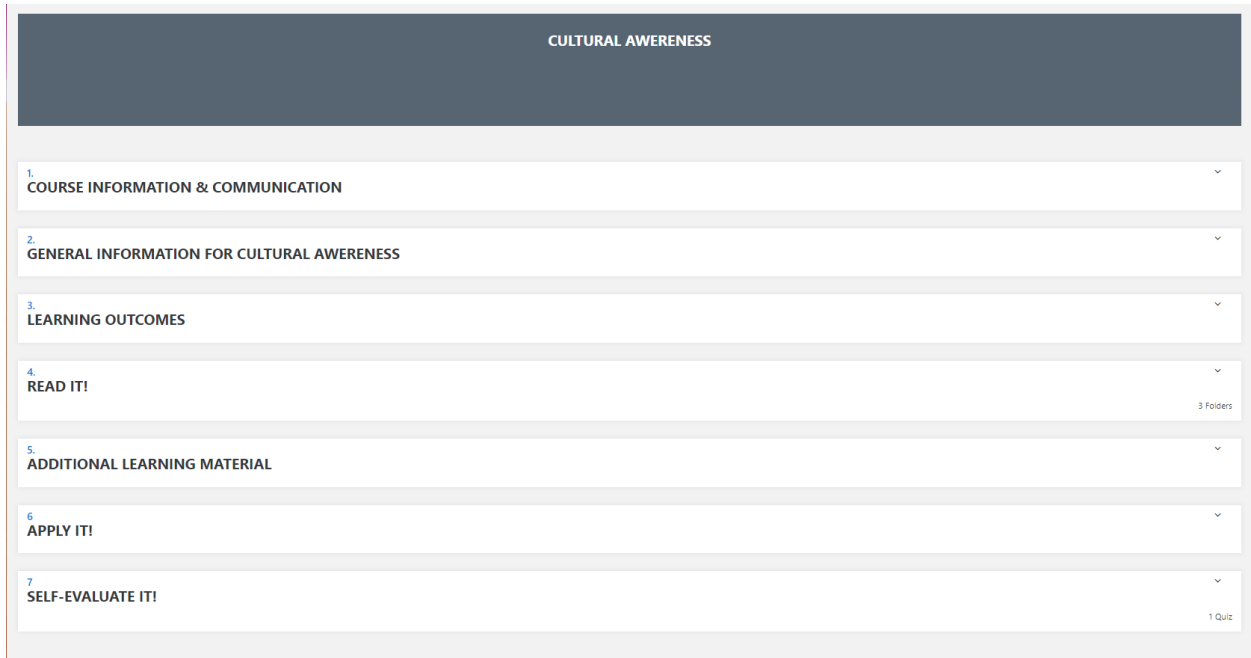 CULTURAL AWERENESS
1.
COURSE INFORMATION & COMMUNICATION
2.
GENERAL INFORMATION FOR CULTURAL AWERENESS
3.
LEARNING OUTCOMES
4.
READ IT!
3 Folders
5.
ADDITIONAL LEARNING MATERIAL
6
APPLY IT!
7
SELF-EVALUATE IT!
1 Quiz